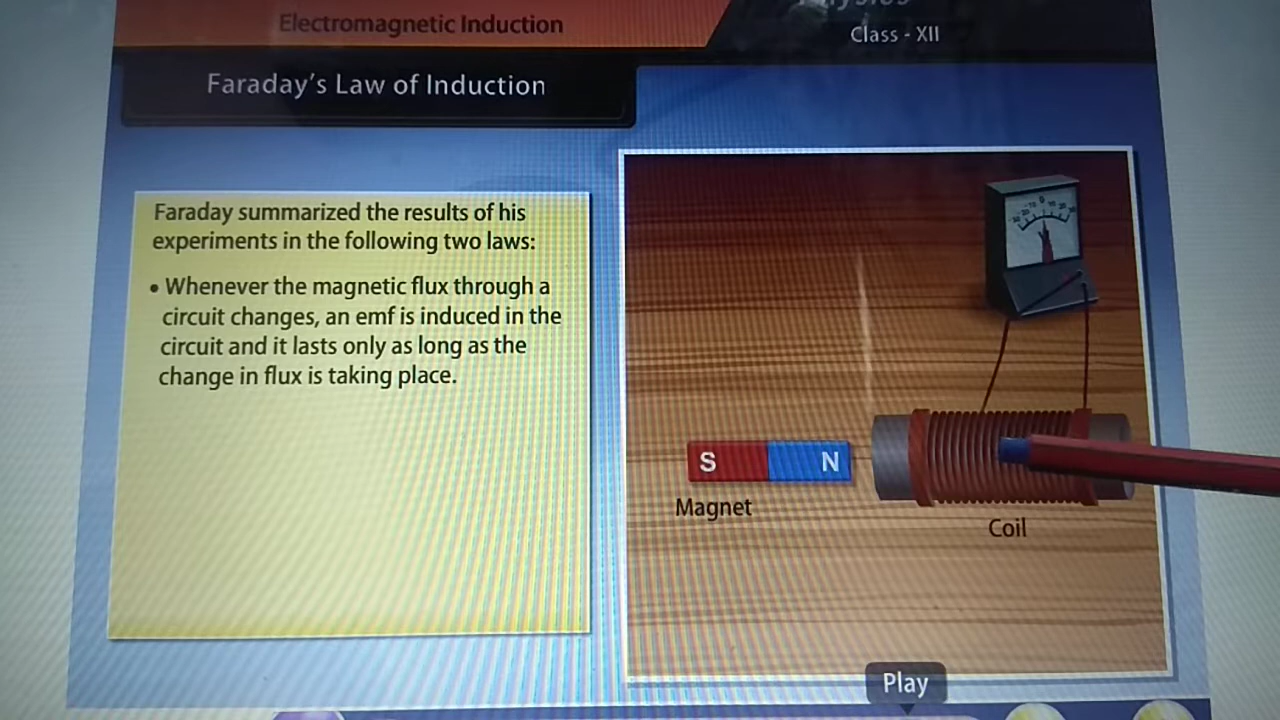 Electromagnetic Induction
Class - XII
Faraday's Law of Induction
Faraday summarized the results of his
experiments in the following two laws:
• Whenever the magnetic flux through a
circuit changes, an emf is induced in the
circuit and it lasts only as long as the
change in flux is taking place.
S N
Magnet
Coil
Play